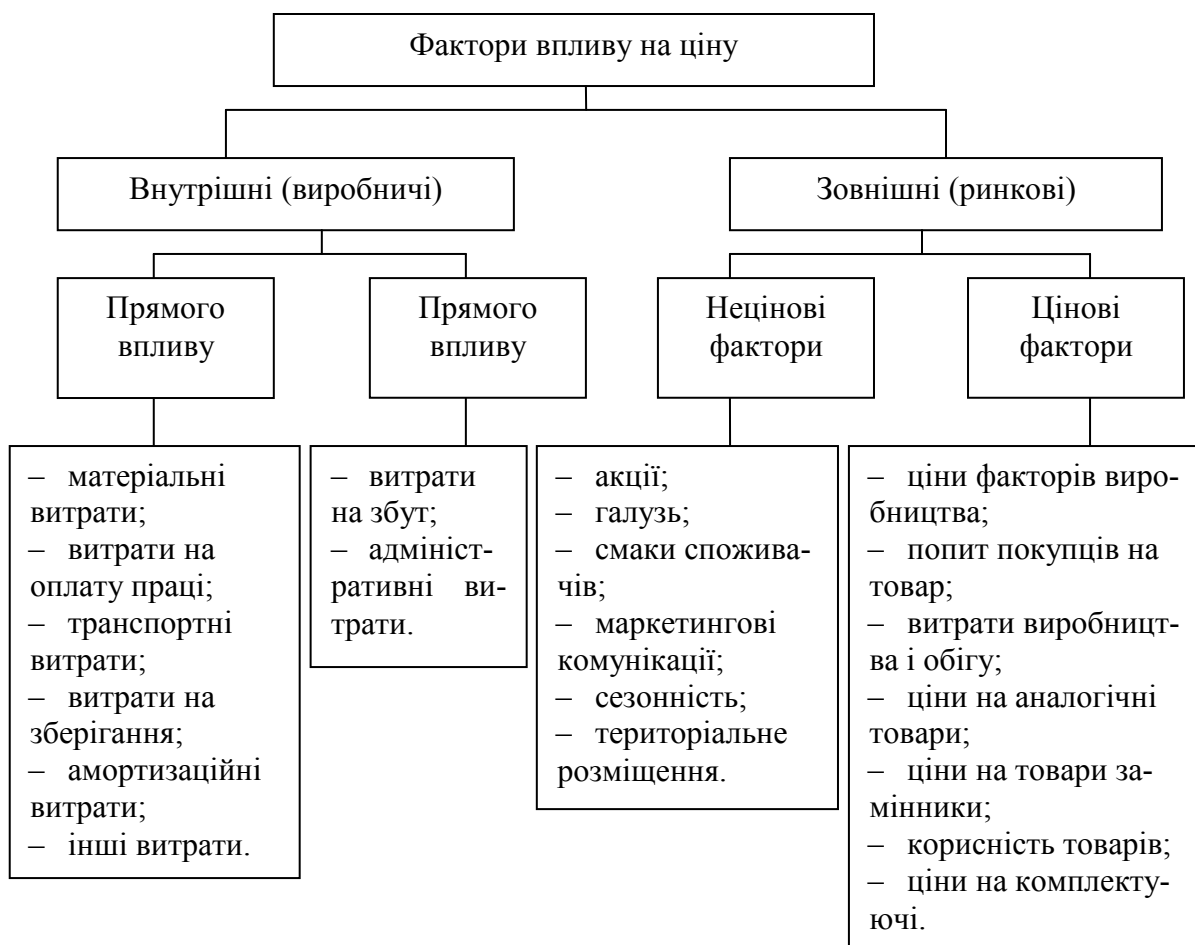 Фактори впливу на ціну
Внутрішні (виробничі)
Зовнішні (ринкові)
Прямого
впливу
Прямого
впливу
Нецінові
фактори
Цінові
фактори
– матеріальні
витрати;
– витрати на
оплату праці;
– транспортні
витрати;
– витрати на
зберігання;
– амортизаційні
витрати;
– інші витрати.
– витрати
на збут;
– адмініст-
ративні ви-
трати.
– акції;
– галузь;
– смаки спожива-
чів;
– маркетингові
комунікації;
– сезонність;
– територіальне
розміщення.
– ціни факторів виро-
бництва;
– попит покупців на
товар;
– витрати виробницт-
ва і обігу;
– ціни на аналогічні
товари;
– ціни на товари за-
мінники;
– корисність товарів;
– ціни на комплекту-
ючі.